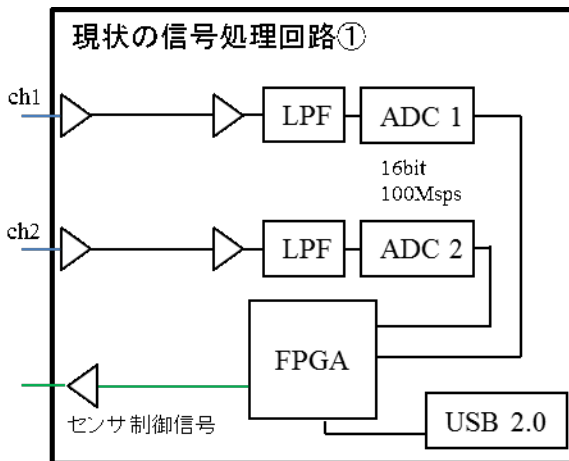 現状の信号処理回路①
ch1
LPF
ADC 1
16bit
100Msps
ch2
LPF
ADC 2
FPGA
センサ制御信号
USB 2.0